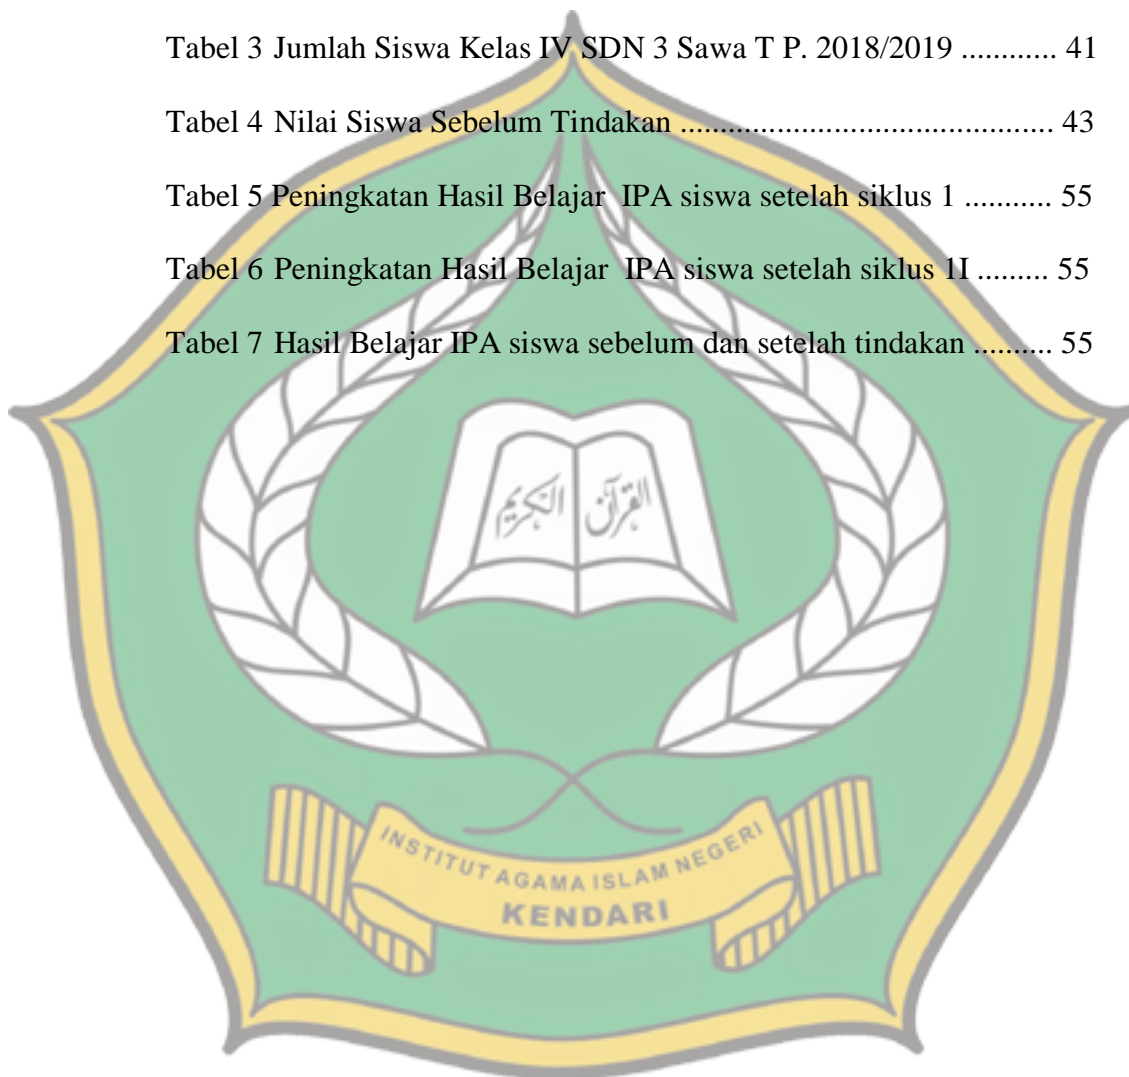 Tabel 3 Jumlah Siswa Kelas IV SDN 3 Sawa T P. 2018/2019 ............ 41
Tabel 4 Nilai Siswa Sebelum Tindakan .............................................. 43
Tabel 5 Peningkatan Hasil Belajar  IPA siswa setelah siklus 1 ........... 55
Tabel 6 Peningkatan Hasil Belajar  IPA siswa setelah siklus 1I ......... 55
Tabel 7 Hasil Belajar IPA siswa sebelum dan setelah tindakan .......... 55
القرآن الكريم
INSTITUT AGAMA ISLAM NEGERI
KENDARI